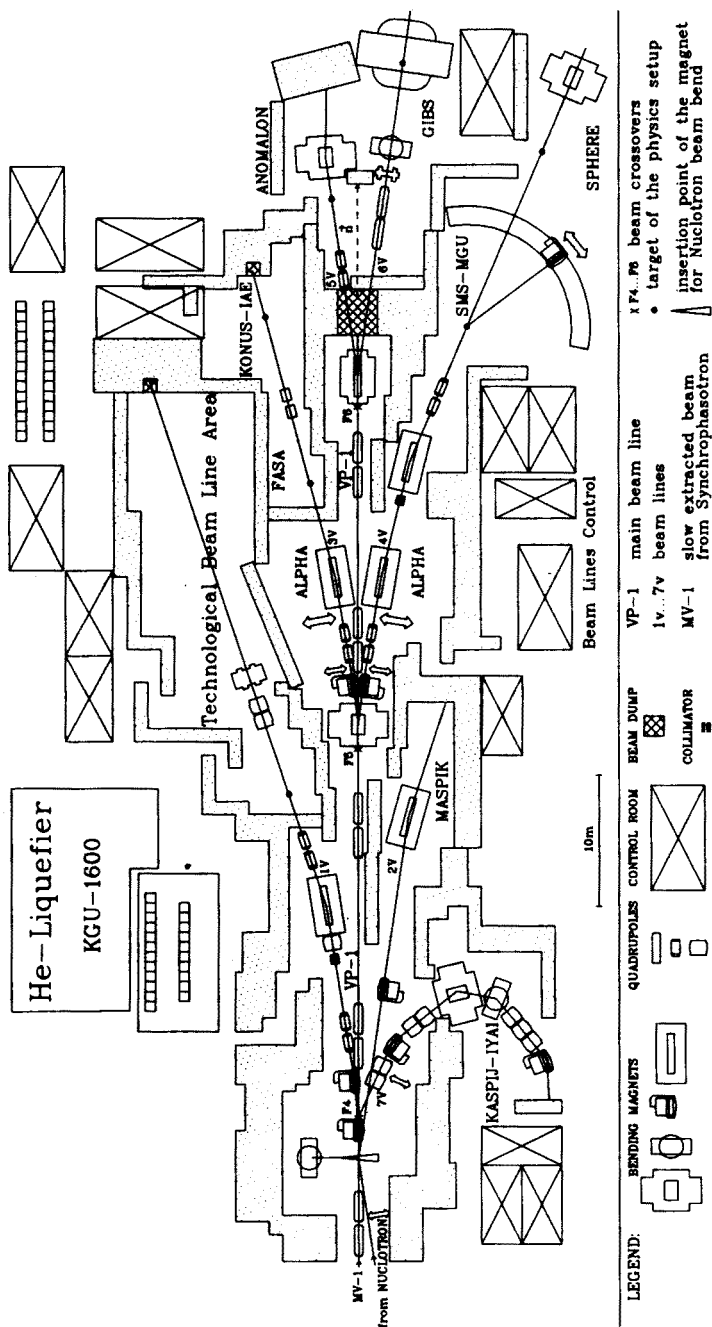 He-Liquefier
KGU-1600
Technological Beam Line Area
KONUS-IAE
ANOMALON
GIBS
FASA
ALPHA
ALPHA
SMS-MGU
SPHERE
MASPIK
KASPIJ-IYAI
Beam Lines Control
MV-1
from NUCLOTRON
F4
VP-1
1V
2V
7V
F5
3V
4V
VP-1
F6
5V
6V
n
10m
LEGEND:
BENDING MAGNETS
QUADRUPOLES
CONTROL ROOM
BEAM DUMP
COLLIMATOR
VP-1 main beam line
1v...7v beam lines
MV-1 slow extracted beam
from Synchrophasotron
x F4..F6 beam crossovers
• target of the physics setup
insertion point of the magnet
for Nuclotron beam bend